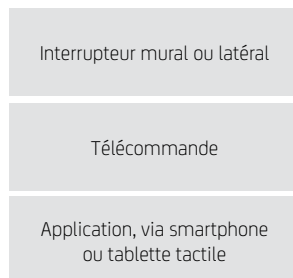 Interrupteur mural ou latéral
Télécommande
Application, via smartphone
ou tablette tactile